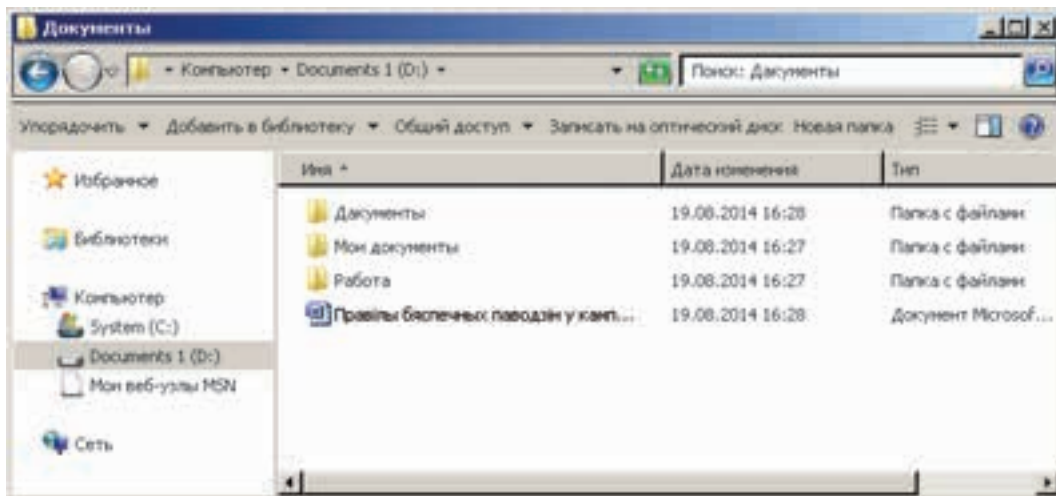 Документы
Компьютер Documents 1 (D:)
Поиск: Дакументы
Упорядочить Добавить в библиотеку Общий доступ Записать на оптический диск Новая папка
Избранное
Библиотеки
Компьютер
System (C:)
Documents 1 (D:)
Мои веб-узлы MSN
Сеть
Имя Дата изменения Тип
Дакументы 19.08.2014 16:28 Папка с файлами
Мои документы 19.08.2014 16:27 Папка с файлами
Работа 19.08.2014 16:27 Папка с файлами
Правілы бяспечных паводзін у камп... 19.08.2014 16:28 Документ Microsof...